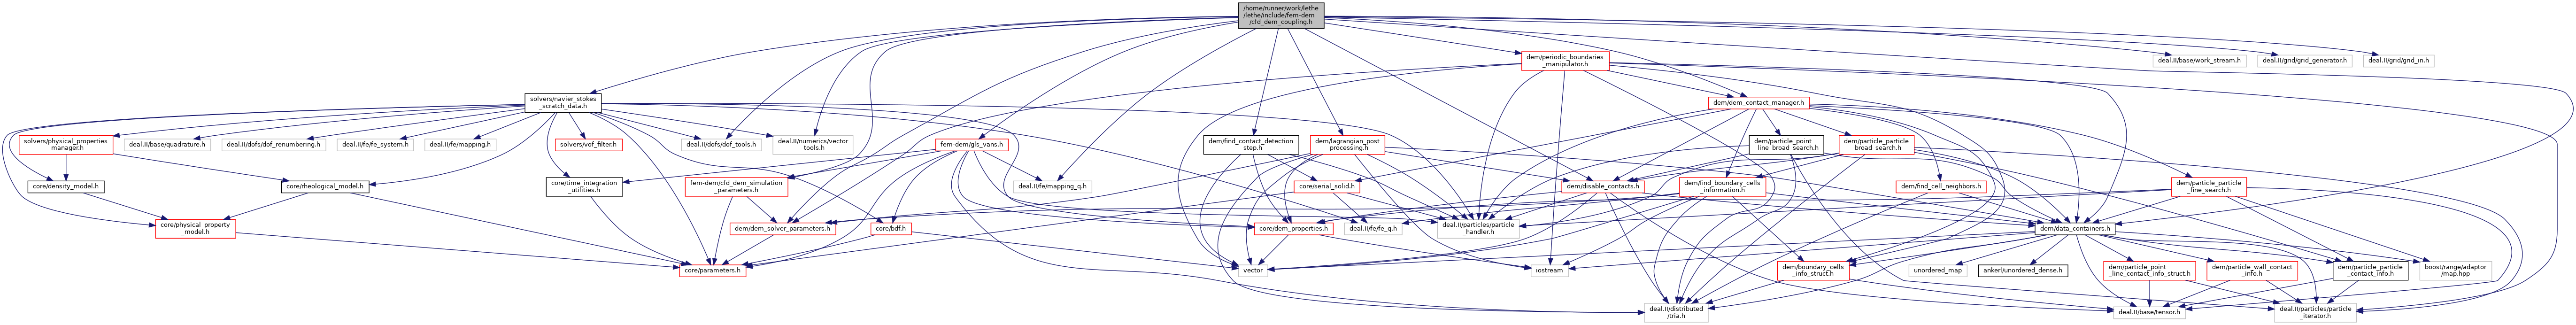 /home/runner/work/lethe
/lethe/include/fem-dem
/cfd_dem_coupling.h
dem/periodic_boundaries
_manipulator.h
deal.II/base/work_stream.h
deal.II/grid/grid_generator.h
deal.II/grid/grid_in.h
solvers/navier_stokes
_scratch_data.h
dem/dem_contact_manager.h
solvers/physical_properties
_manager.h
deal.II/base/quadrature.h
deal.II/dofs/dof_renumbering.h
deal.II/fe/fe_system.h
deal.II/fe/mapping.h
solvers/vof_filter.h
deal.II/dofs/dof_tools.h
deal.II/numerics/vector
_tools.h
fem-dem/gls_vans.h
dem/find_contact_detection
_step.h
dem/lagrangian_post
_processing.h
dem/particle_point
_line_broad_search.h
dem/particle_particle
_broad_search.h
core/density_model.h
core/rheological_model.h
core/time_integration
_utilities.h
fem-dem/cfd_dem_simulation
_parameters.h
deal.II/fe/mapping_q.h
core/serial_solid.h
dem/disable_contacts.h
dem/find_boundary_cells
_information.h
dem/find_cell_neighbors.h
dem/particle_particle
_fine_search.h
core/physical_property
_model.h
dem/dem_solver_parameters.h
core/bdf.h
core/dem_properties.h
deal.II/fe/fe_q.h
deal.II/particles/particle
_handler.h
dem/data_containers.h
core/parameters.h
vector
iostream
dem/boundary_cells
_info_struct.h
unordered_map
ankerl/unordered_dense.h
dem/particle_point
_line_contact_info_struct.h
dem/particle_wall_contact
_info.h
dem/particle_particle
_contact_info.h
boost/range/adaptor
/map.hpp
deal.II/distributed
/tria.h
deal.II/base/tensor.h
deal.II/particles/particle
_iterator.h